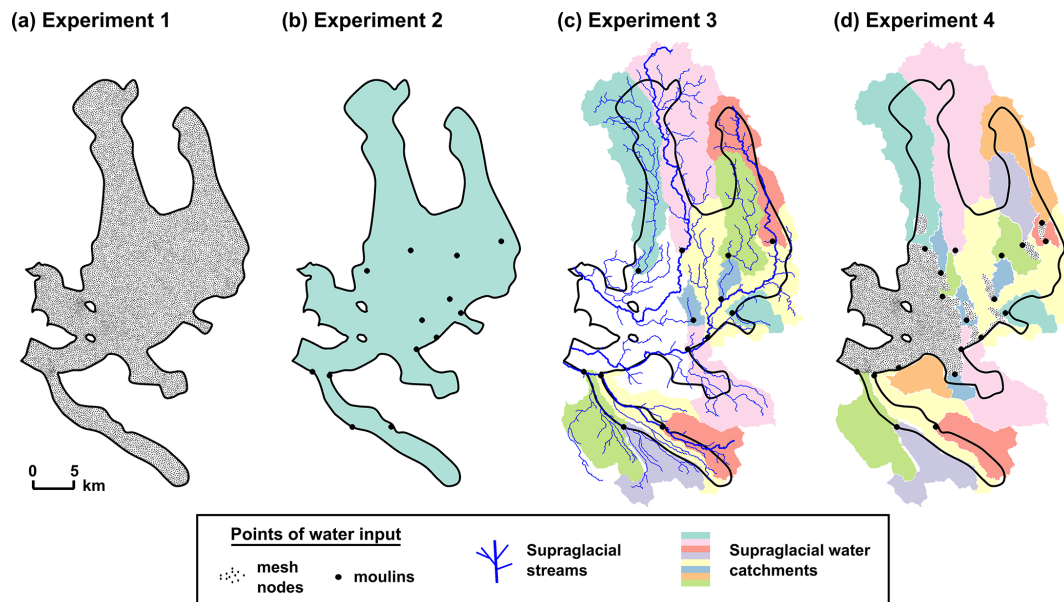 (a) Experiment 1
(b) Experiment 2
(c) Experiment 3
(d) Experiment 4
0 5
km
Points of water input
mesh
nodes
moulins
Supraglacial
streams
Supraglacial water
catchments